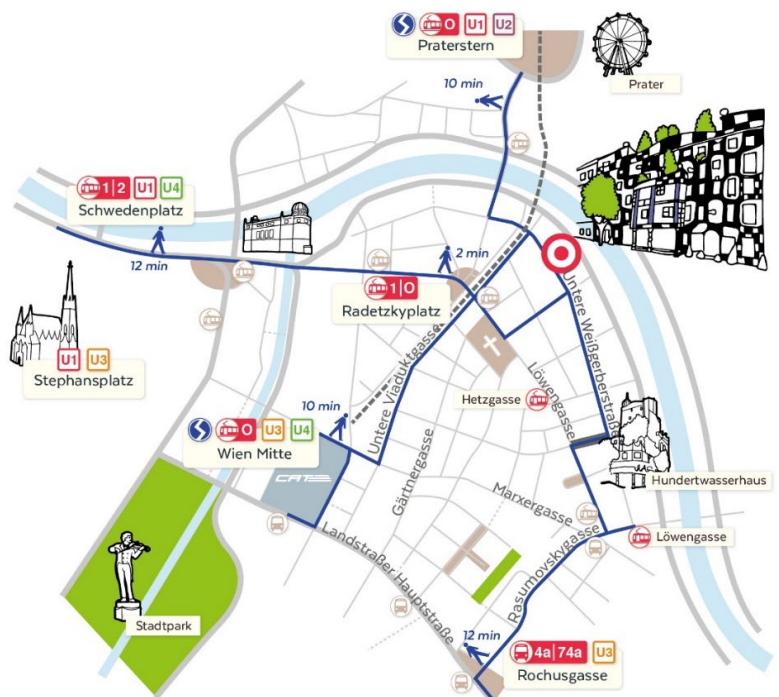 O U1 U2
Praterstern
10 min
Prater
1|2 U1 U4
Schwedenplatz
12 min
2 min
1|O
Radetzkyplatz
Untere Weißgerberstraße
U1 U3
Stephansplatz
Untere Viaduktgasse
Löwengasse
Hetzgasse
10 min
O U3 U4
Wien Mitte
CAT
Gärtnergasse
Hundertwasserhaus
Marxergasse
Löwengasse
Landstraßer Hauptstraße
Rasumovskygasse
Stadtpark
12 min
4a|74a U3
Rochusgasse